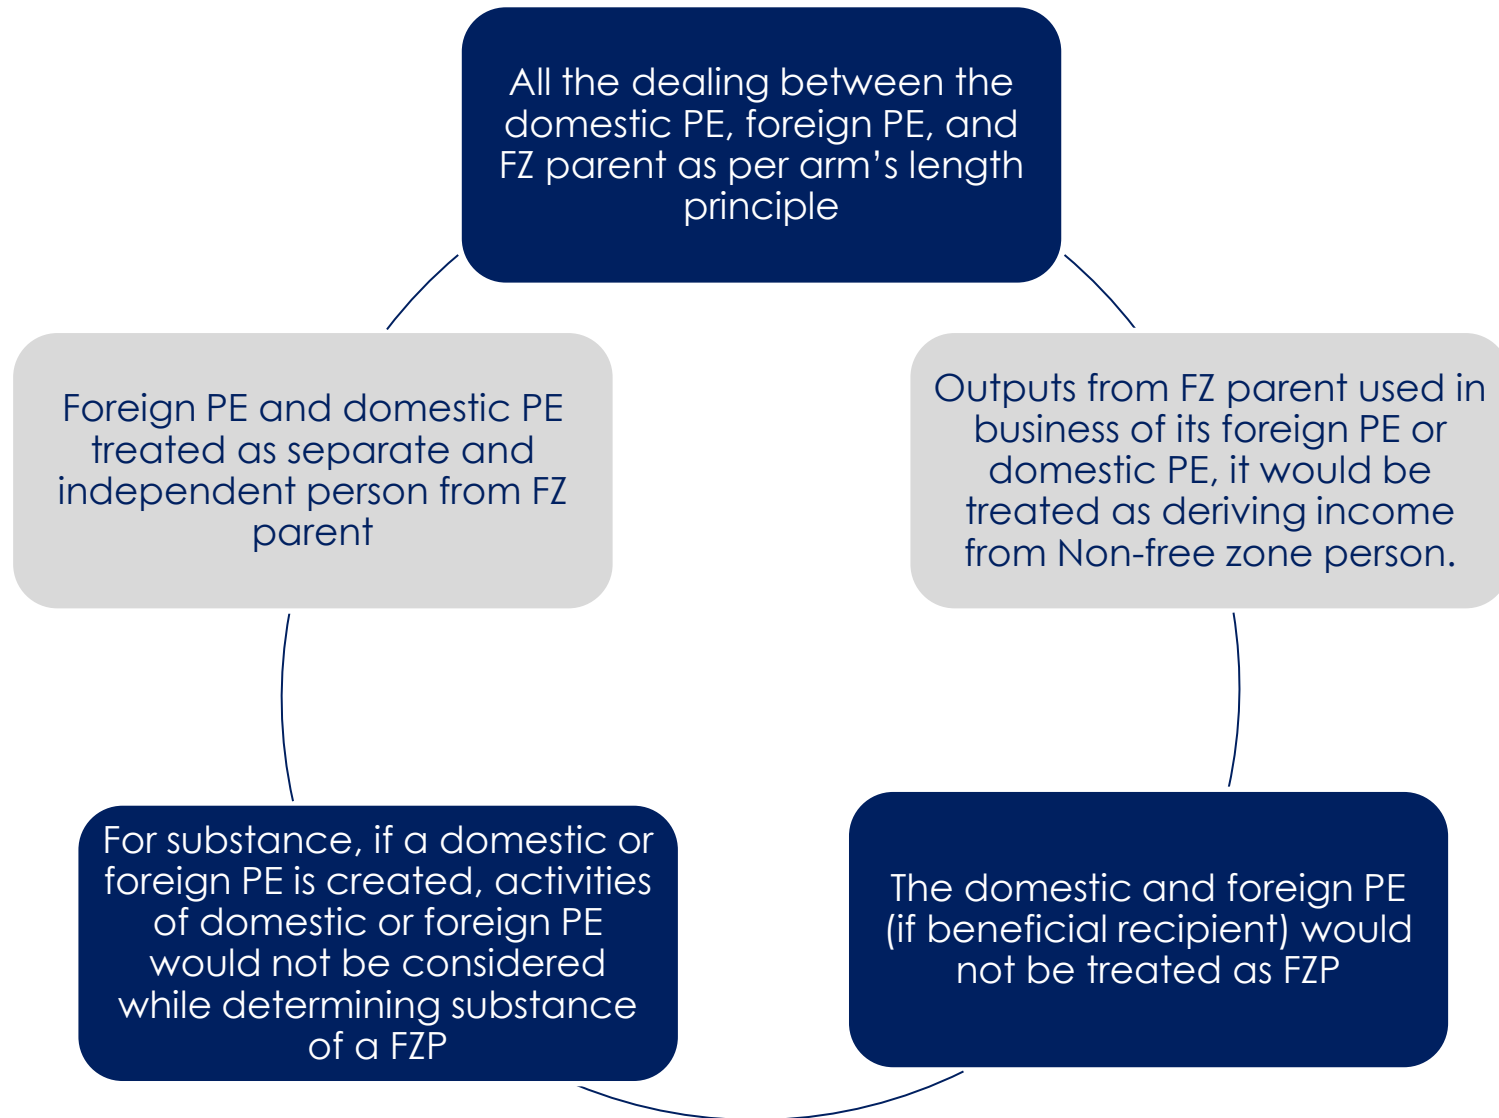 All the dealing between the
domestic PE, foreign PE, and
FZ parent as per arm’s length
principle
Foreign PE and domestic PE
treated as separate and
independent person from FZ
parent
Outputs from FZ parent used in
business of its foreign PE or
domestic PE, it would be
treated as deriving income
from Non-free zone person.
For substance, if a domestic or
foreign PE is created, activities
of domestic or foreign PE
would not be considered
while determining substance
of a FZP
The domestic and foreign PE
(if beneficial recipient) would
not be treated as FZP